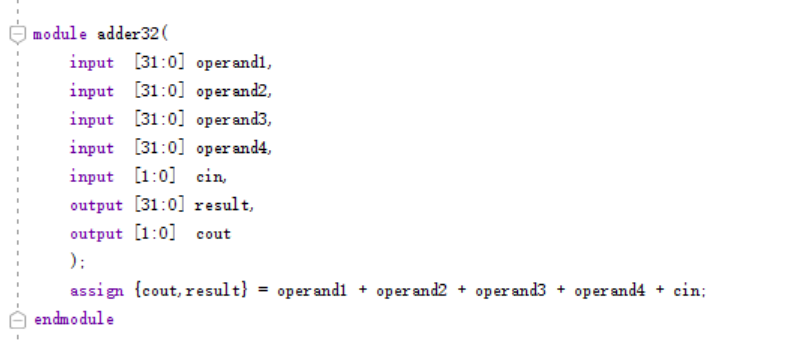 module adder32(
    input  [31:0] operand1,
    input  [31:0] operand2,
    input  [31:0] operand3,
    input  [31:0] operand4,
    input  [1:0]  cin,
    output [31:0] result,
    output [1:0]  cout
    );
    assign {cout,result} = operand1 + operand2 + operand3 + operand4 + cin;
endmodule